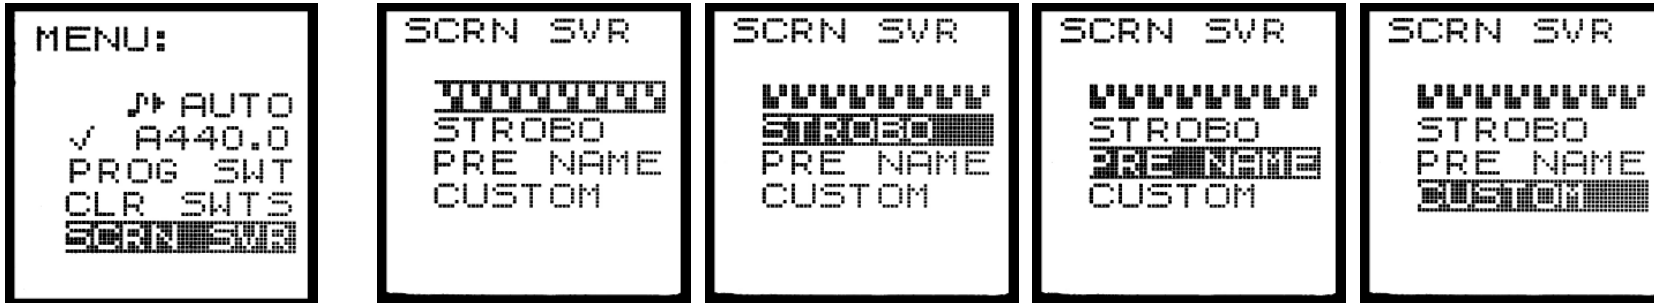 MENU:
AUTO
✓ A440.0
PROG SWT
CLR SWTS
SCRN SVR
SCRN SVR
STROBO
PRE NAME
CUSTOM
SCRN SVR
STROBO
PRE NAME
CUSTOM
SCRN SVR
STROBO
PRE NAME
CUSTOM
SCRN SVR
STROBO
PRE NAME
CUSTOM